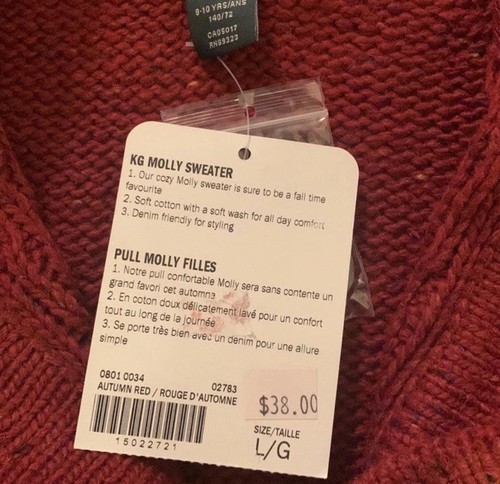 9-10 YRS/ANS
140/72
CA05017
RN99323
KG MOLLY SWEATER
1. Our cozy Molly sweater is sure to be a fall time
favourite
2. Soft cotton with a soft wash for all day comfort
3. Denim friendly for styling
PULL MOLLY FILLES
1. Notre pull confortable Molly sera sans contente un
grand favori cet automne
2. En coton doux délicatement lavé pour un confort
tout au long de la journée
3. Se porte très bien avec un denim pour une allure
simple
0801 0034 02783
AUTUMN RED / ROUGE D'AUTOMNE
15022721
$38.00
SIZE/TAILLE
L/G